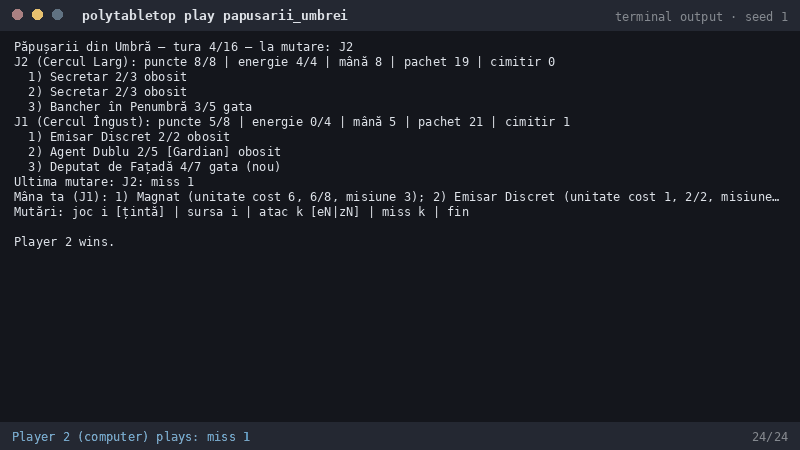 polytabletop play papusarii_umbrei
terminal output · seed 1
Păpușarii din Umbră — tura 4/16 — la mutare: J2
J2 (Cercul Larg): puncte 8/8 | energie 4/4 | mână 8 | pachet 19 | cimitir 0
1) Secretar 2/3 obosit
2) Secretar 2/3 obosit
3) Bancher în Penumbră 3/5 gata
J1 (Cercul Îngust): puncte 5/8 | energie 0/4 | mână 5 | pachet 21 | cimitir 1
1) Emisar Discret 2/2 obosit
2) Agent Dublu 2/5 [Gardian] obosit
3) Deputat de Fațadă 4/7 gata (nou)
Ultima mutare: J2: miss 1
Mâna ta (J1): 1) Magnat (unitate cost 6, 6/8, misiune 3); 2) Emisar Discret (unitate cost 1, 2/2, misiune…
Mutări: joc i [țintă] | sursa i | atac k [eN|zN] | miss k | fin
Player 2 wins.
Player 2 (computer) plays: miss 1
24/24